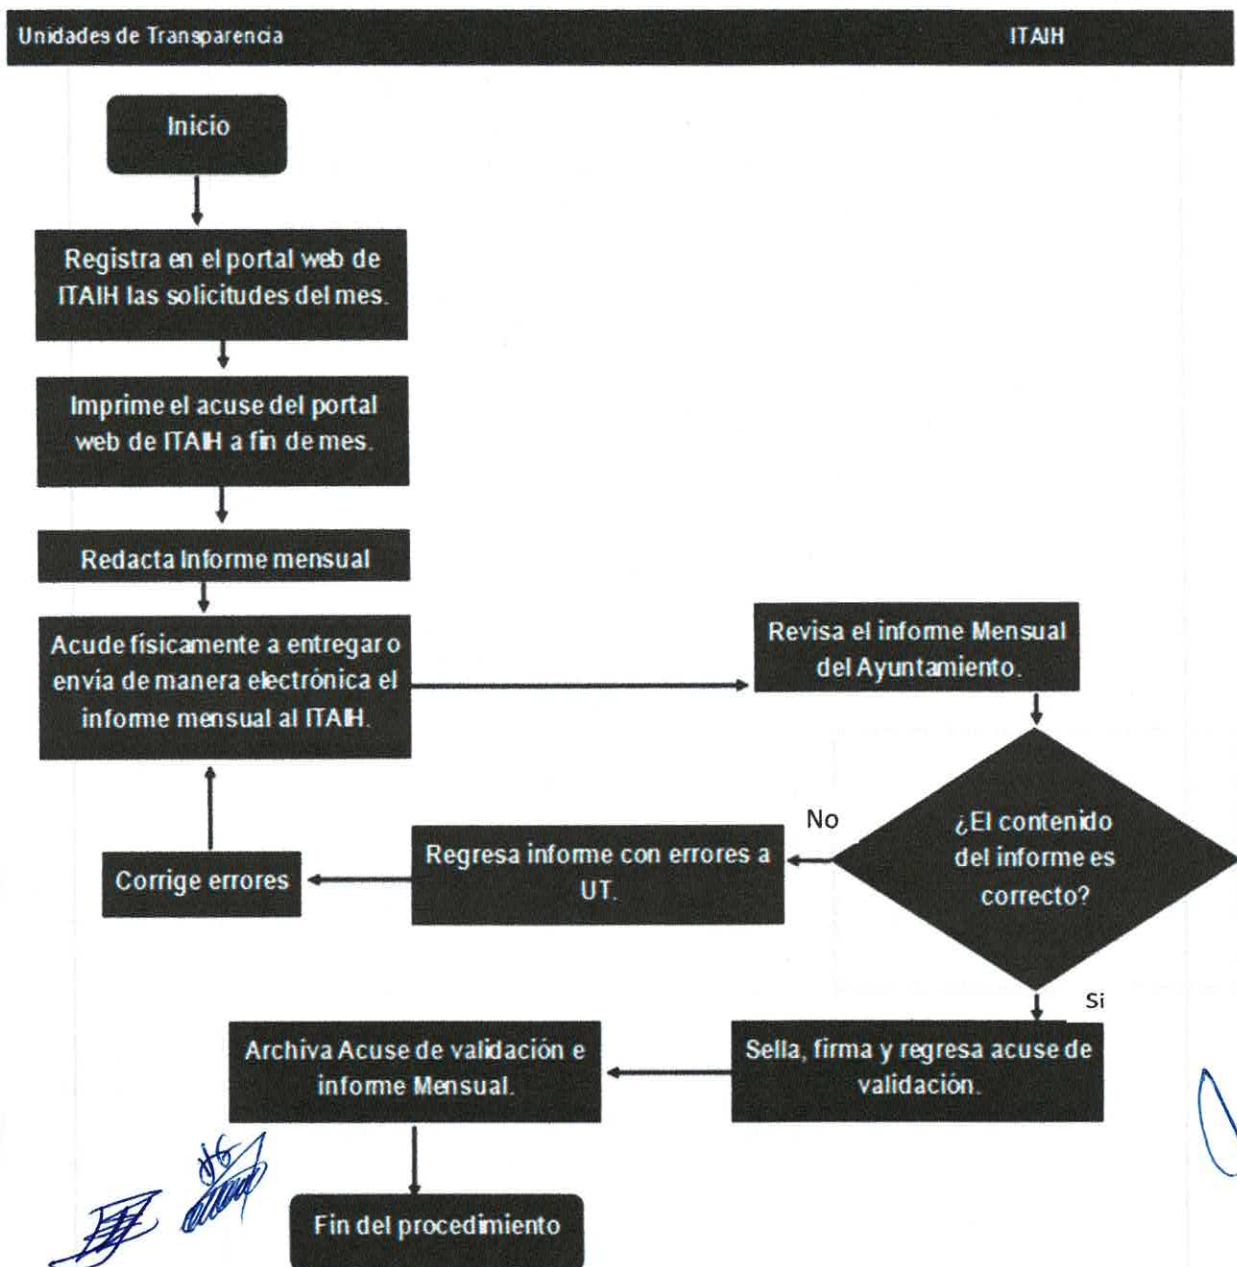 Unidades de Transparencia
ITAIH
Inicio
Registra en el portal web de
ITAIH las solicitudes del mes.
Imprime el acuse del portal
web de ITAIH a fin de mes.
Redacta Informe mensual
Acude físicamente a entregar o
envía de manera electrónica el
informe mensual al ITAIH.
Revisa el informe Mensual
del Ayuntamiento.
¿El contenido
del informe es
correcto?
No
Regresa informe con errores a
UT.
Corrige errores
Si
Sella, firma y regresa acuse de
validación.
Archiva Acuse de validación e
informe Mensual.
Fin del procedimiento